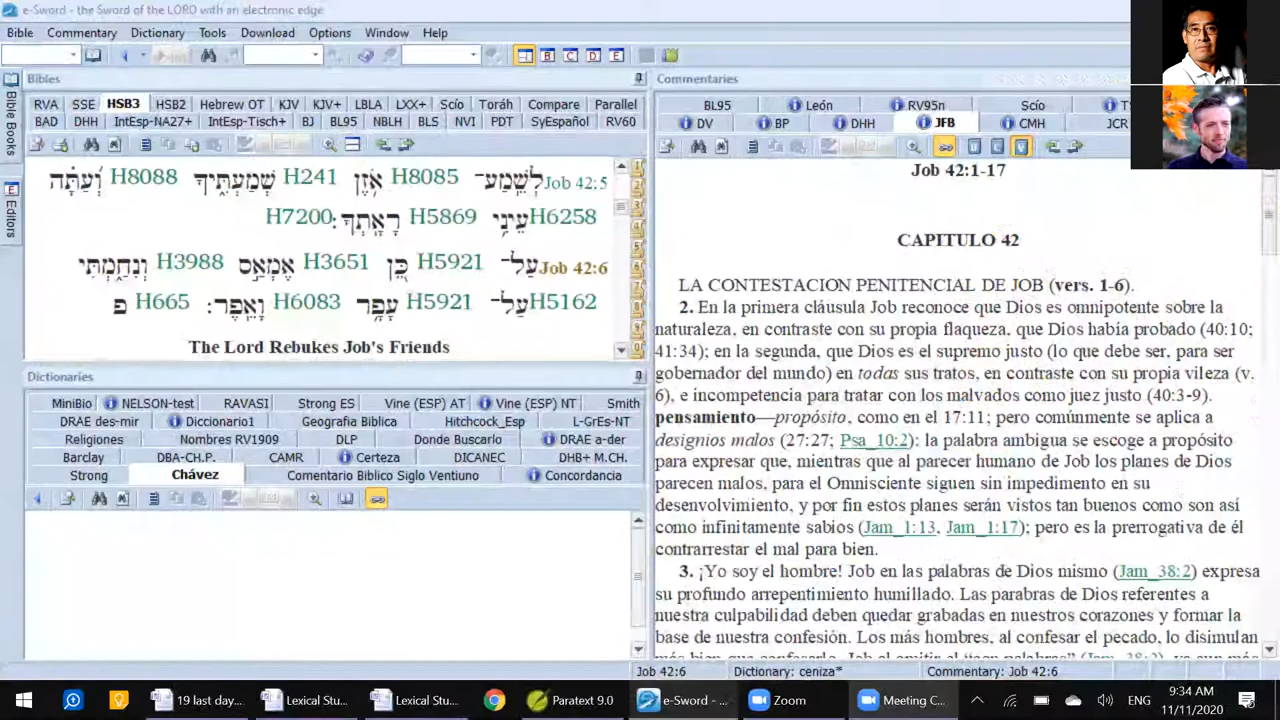 e-Sword - the Sword of the LORD with an electronic edge
Bible Commentary Dictionary Tools Download Options Window Help
Bible Books
Editors
Bibles
RVA SSE HSB3 HSB2 Hebrew OT KJV KJV+ LBLA LXX+ Scío Toráh Compare Parallel
BAD DHH IntEsp-NA27+ IntEsp-Tisch+ BJ BL95 NBLH BLS NVI PDT SyEspañol RV60
Job 42:5 לְשֵֽׁמַע־ H8085 אֹ֥זֶן H241 שְׁמַעְתִּ֑יךָ H8088 וְ֝עַתָּ֗ה
H6258 עֵינִ֥י H5869 רָאָֽתְךָ׃ H7200
Job 42:6 עַל־ H5921 כֵּ֭ן H3651 אֶמְאַ֣ס H3988 וְנִחַ֑מְתִּי
H5162 עַל־ H5921 עָפָ֥ר H6083 וָאֵֽפֶר׃ H665 פ
The Lord Rebukes Job's Friends
Dictionaries
MiniBio NELSON-test RAVASI Strong ES Vine (ESP) AT Vine (ESP) NT Smith
DRAE des-mir Diccionario1 Geografia Biblica Hitchcock_Esp L-GrEs-NT
Religiones Nombres RV1909 DLP Donde Buscarlo DRAE a-der
Barclay DBA-CH.P. CAMR Certeza DICANEC DHB+ M.CH.
Strong Chávez Comentario Biblico Siglo Ventiuno Concordancia
Commentaries
BL95 León RV95n Scío
DV BP DHH JFB CMH JCR
Job 42:1-17
CAPITULO 42
LA CONTESTACION PENITENCIAL DE JOB (vers. 1-6).
2. En la primera cláusula Job reconoce que Dios es omnipotente sobre la
naturaleza, en contraste con su propia flaqueza, que Dios había probado (40:10;
41:34); en la segunda, que Dios es el supremo justo (lo que debe ser, para ser
gobernador del mundo) en todas sus tratos, en contraste con su propia vileza (v.
6), e incompetencia para tratar con los malvados como juez justo (40:3-9).
pensamiento—propósito, como en el 17:11; pero comúnmente se aplica a
designios malos (27:27; Psa_10:2): la palabra ambigua se escoge a propósito
para expresar que, mientras que al parecer humano de Job los planes de Dios
parecen malos, para el Omnisciente siguen sin impedimento en su
desenvolvimiento, y por fin estos planes serán vistos tan buenos como son así
como infinitamente sabios (Jam_1:13, Jam_1:17); pero es la prerrogativa de él
contrarrestar el mal para bien.
3. ¡Yo soy el hombre! Job en las palabras de Dios mismo (Jam_38:2) expresa
su profundo arrepentimiento humillado. Las parabras de Dios referentes a
nuestra culpabilidad deben quedar grabadas en nuestros corazones y formar la
base de nuestra confesión. Los más hombres, al confesar el pecado, lo disimulan
Job 42:6 Dictionary: ceniza* Commentary: Job 42:6
19 last day... Lexical Stu... Lexical Stu... Paratext 9.0 e-Sword - ... Zoom Meeting C... ENG 9:34 AM
11/11/2020